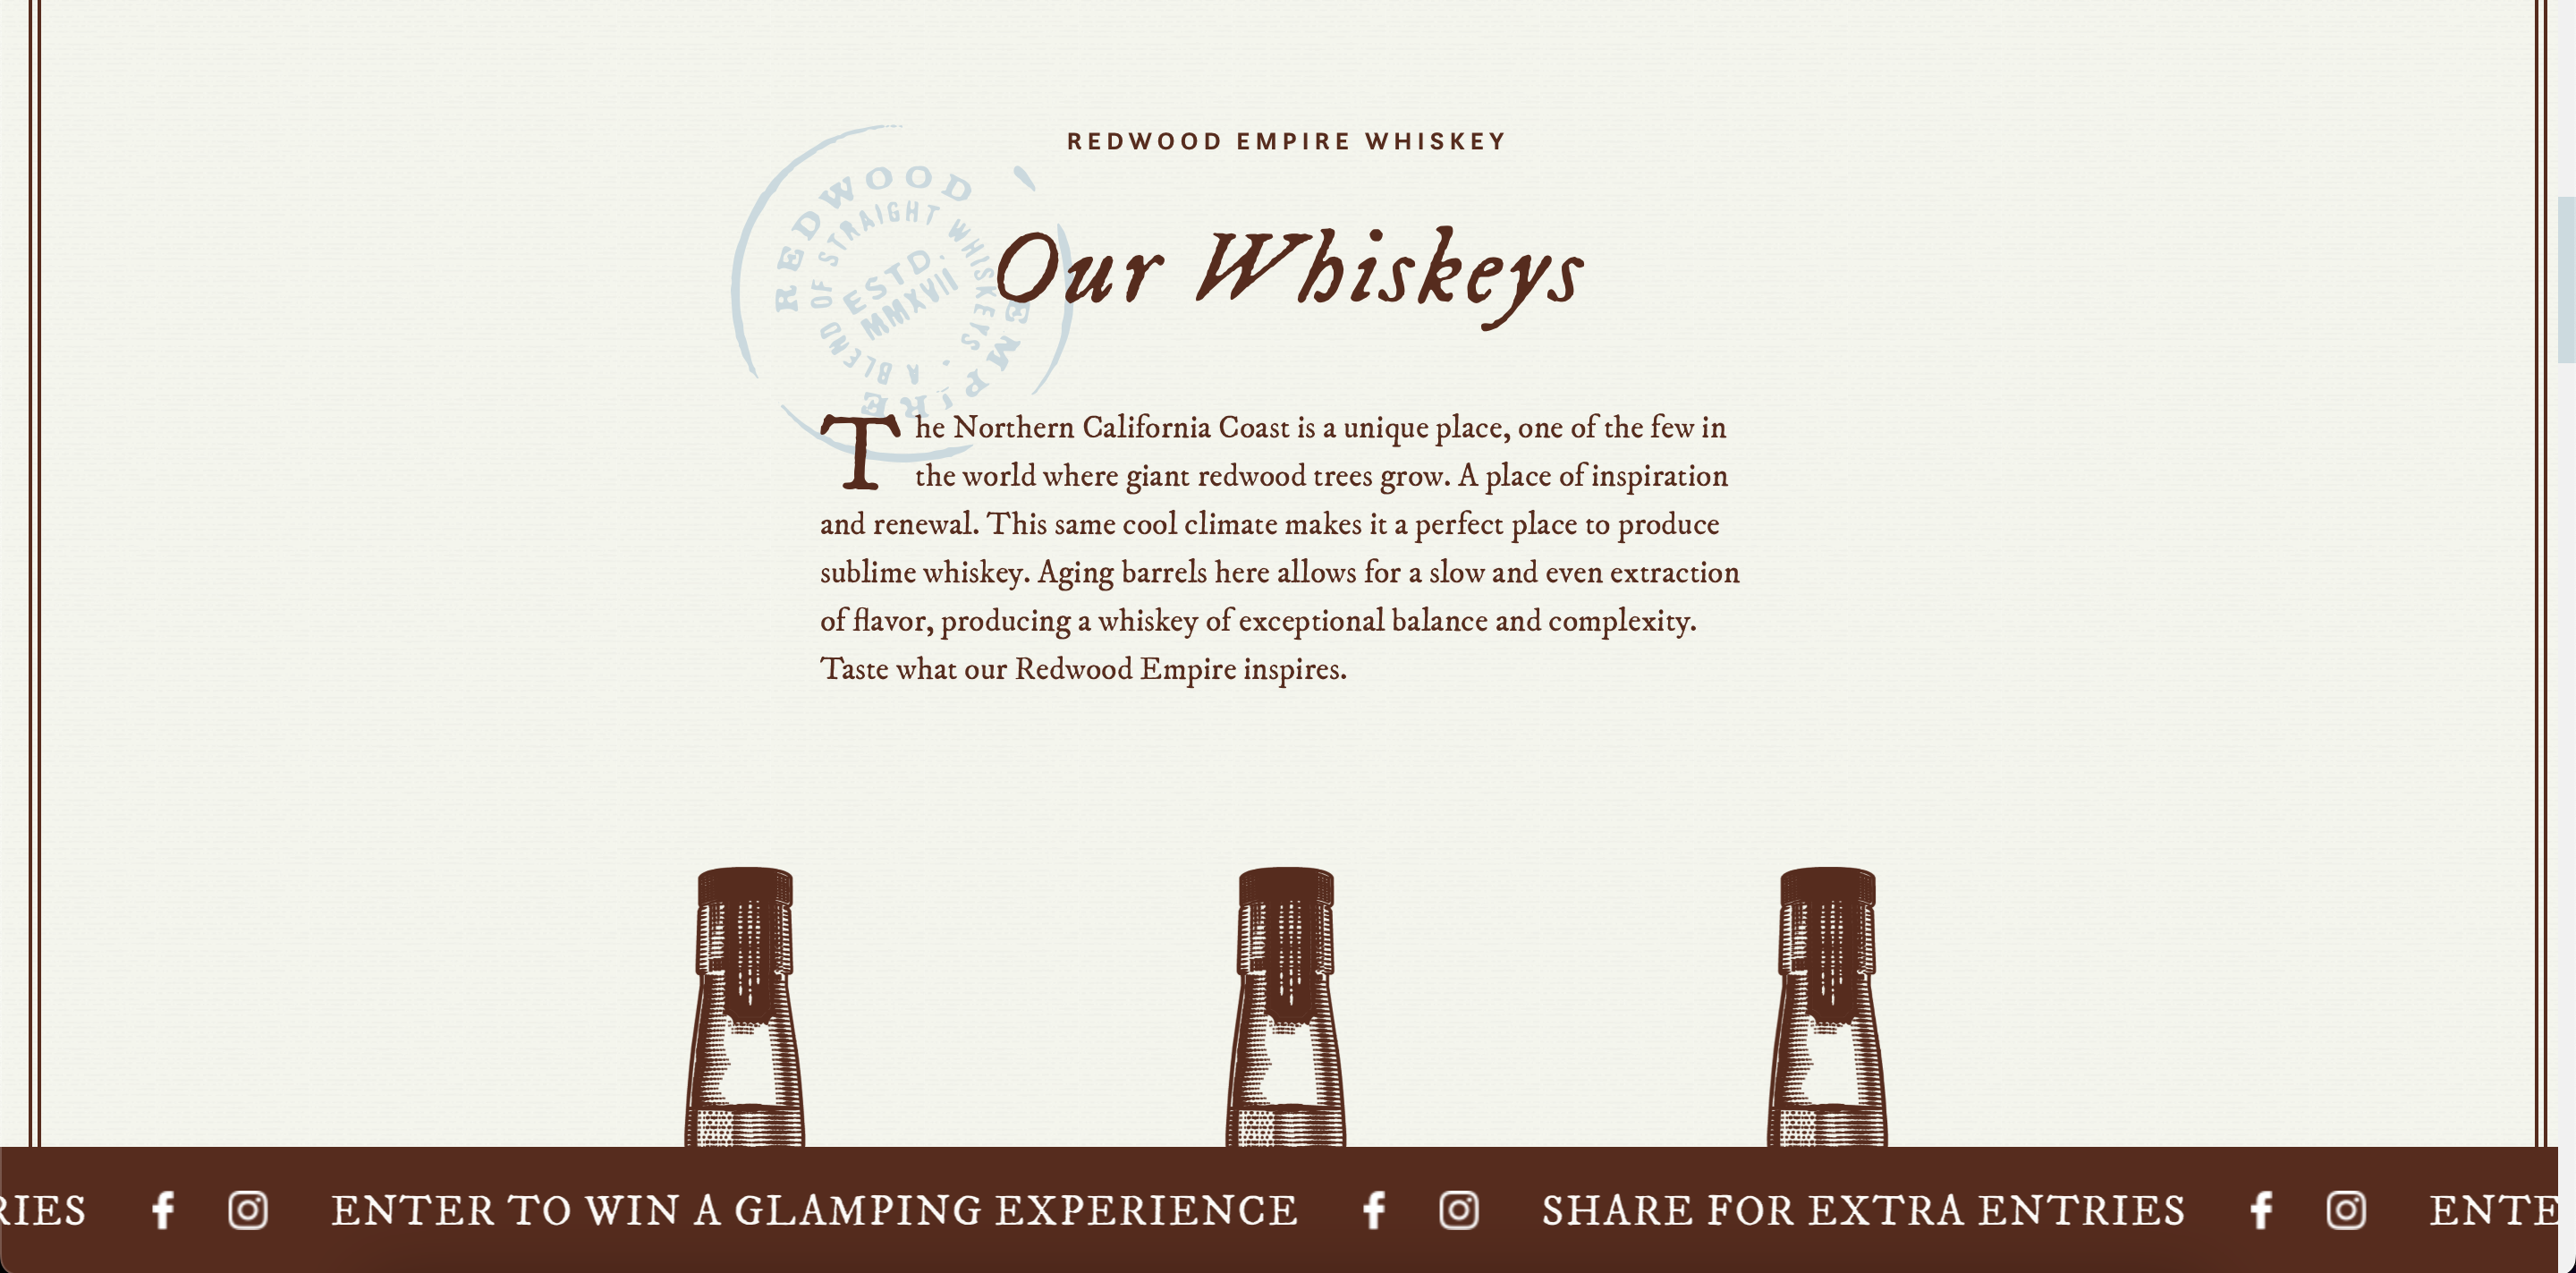 REDWOOD EMPIRE WHISKEY
REDWOOD EMPIRE
A BLEND OF STRAIGHT WHISKEYS
ESTD.
MMXVII
Our Whiskeys
The Northern California Coast is a unique place, one of the few in
the world where giant redwood trees grow. A place of inspiration
and renewal. This same cool climate makes it a perfect place to produce
sublime whiskey. Aging barrels here allows for a slow and even extraction
of flavor, producing a whiskey of exceptional balance and complexity.
Taste what our Redwood Empire inspires.
RIES ENTER TO WIN A GLAMPING EXPERIENCE SHARE FOR EXTRA ENTRIES ENTE